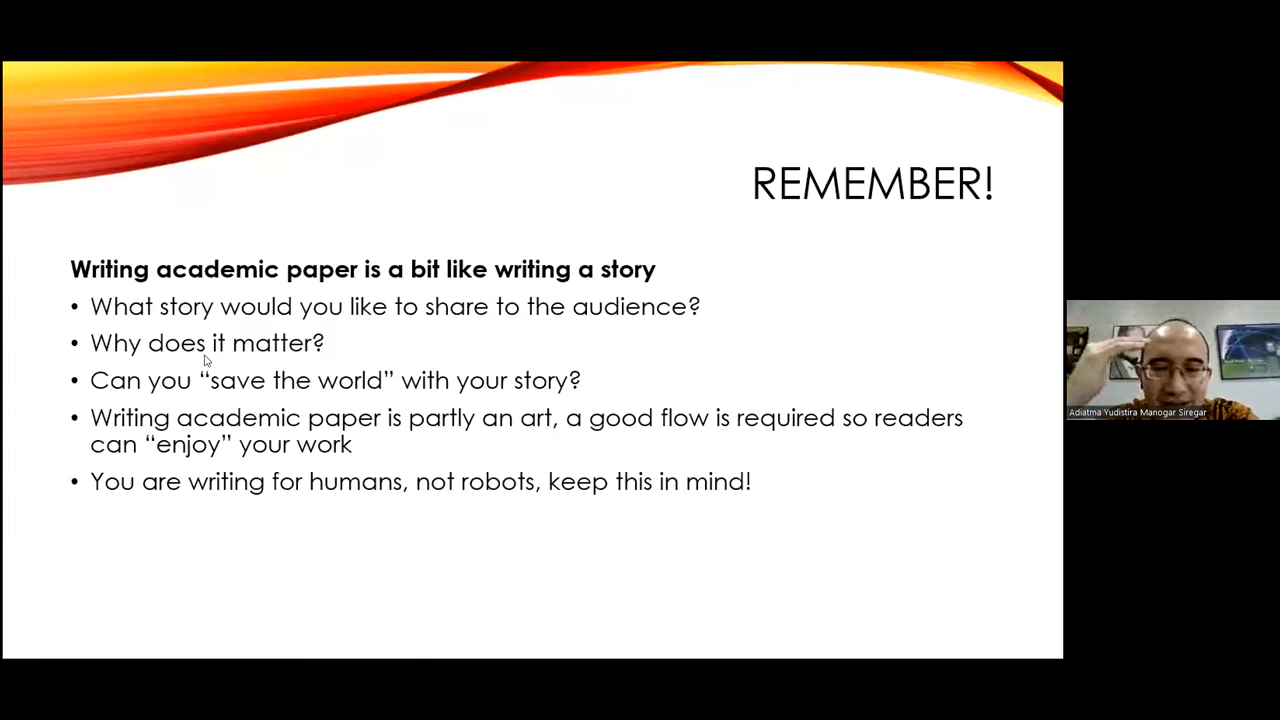 REMEMBER!
Writing academic paper is a bit like writing a story
• What story would you like to share to the audience?
• Why does it matter?
• Can you “save the world” with your story?
• Writing academic paper is partly an art, a good flow is required so readers
can “enjoy” your work
• You are writing for humans, not robots, keep this in mind!
Adiatma Yudistira Manogar Siregar